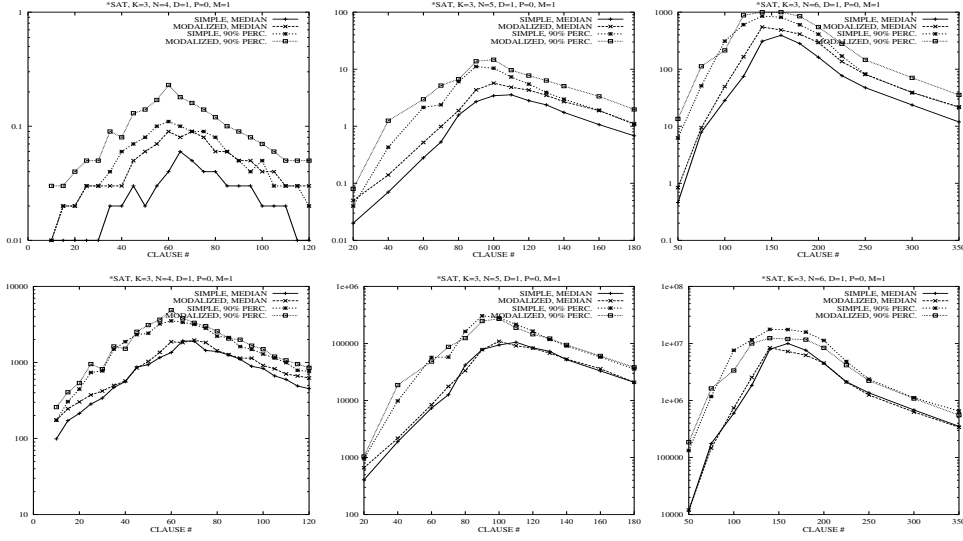 *SAT, K=3, N=4, D=1, P=0, M=1
SIMPLE, MEDIAN
MODALIZED, MEDIAN
SIMPLE, 90% PERC.
MODALIZED, 90% PERC.
1
0.1
0.01
0 20 40 60 80 100 120
CLAUSE #
*SAT, K=3, N=5, D=1, P=0, M=1
SIMPLE, MEDIAN
MODALIZED, MEDIAN
SIMPLE, 90% PERC.
MODALIZED, 90% PERC.
100
10
1
0.1
0.01
20 40 60 80 100 120 140 160 180
CLAUSE #
*SAT, K=3, N=6, D=1, P=0, M=1
SIMPLE, MEDIAN
MODALIZED, MEDIAN
SIMPLE, 90% PERC.
MODALIZED, 90% PERC.
1000
100
10
1
0.1
50 100 150 200 250 300 350
CLAUSE #
*SAT, K=3, N=4, D=1, P=0, M=1
SIMPLE, MEDIAN
MODALIZED, MEDIAN
SIMPLE, 90% PERC.
MODALIZED, 90% PERC.
10000
1000
100
10
0 20 40 60 80 100 120
CLAUSE #
*SAT, K=3, N=5, D=1, P=0, M=1
SIMPLE, MEDIAN
MODALIZED, MEDIAN
SIMPLE, 90% PERC.
MODALIZED, 90% PERC.
1e+06
100000
10000
1000
100
20 40 60 80 100 120 140 160 180
CLAUSE #
*SAT, K=3, N=6, D=1, P=0, M=1
SIMPLE, MEDIAN
MODALIZED, MEDIAN
SIMPLE, 90% PERC.
MODALIZED, 90% PERC.
1e+08
1e+07
1e+06
100000
10000
50 100 150 200 250 300 350
CLAUSE #